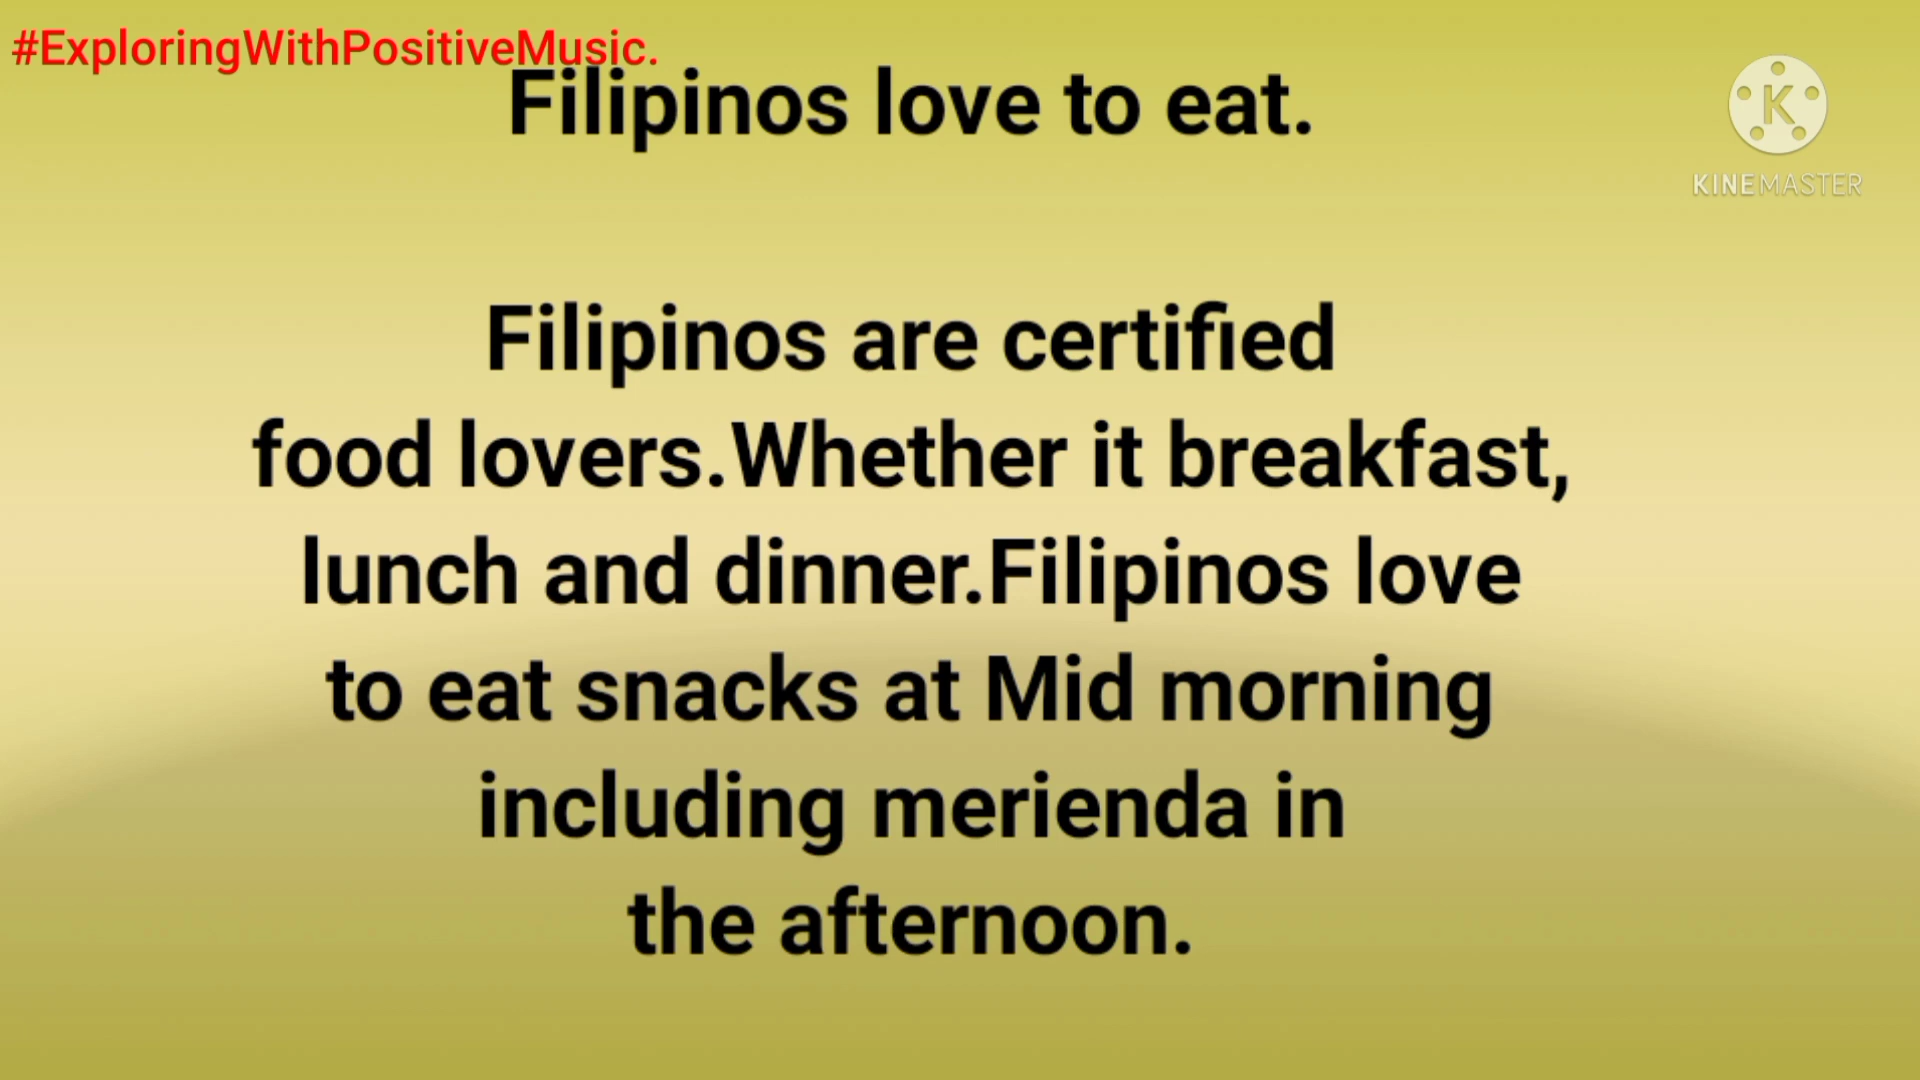 #ExploringWithPositiveMusic.
Filipinos love to eat.
KINEMASTER
Filipinos are certified
food lovers.Whether it breakfast,
lunch and dinner.Filipinos love
to eat snacks at Mid morning
including merienda in
the afternoon.